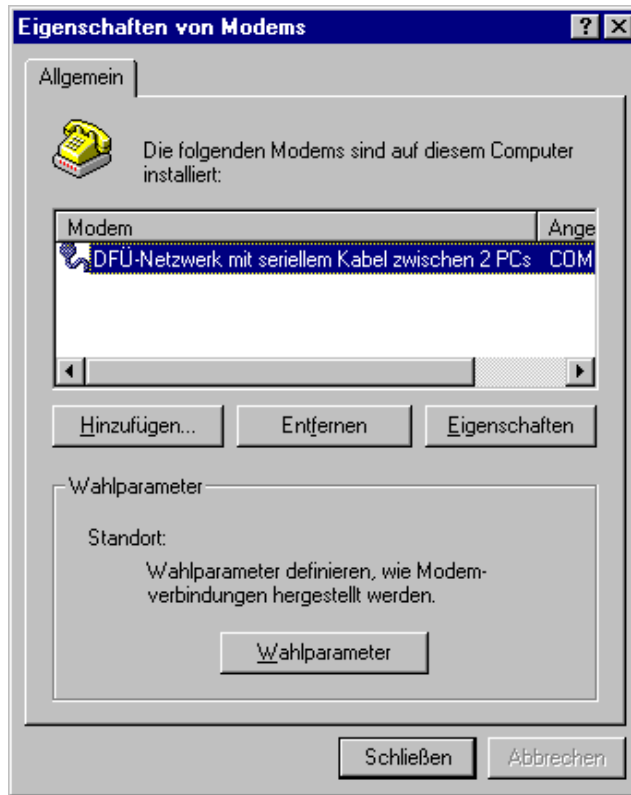 Eigenschaften von Modems
Allgemein
Die folgenden Modems sind auf diesem Computer
installiert:
Modem Ange
DFÜ-Netzwerk mit seriellem Kabel zwischen 2 PCs COM
Hinzufügen... Entfernen Eigenschaften
Wahlparameter
Standort:
Wahlparameter definieren, wie Modem-
verbindungen hergestellt werden.
Wahlparameter
Schließen Abbrechen